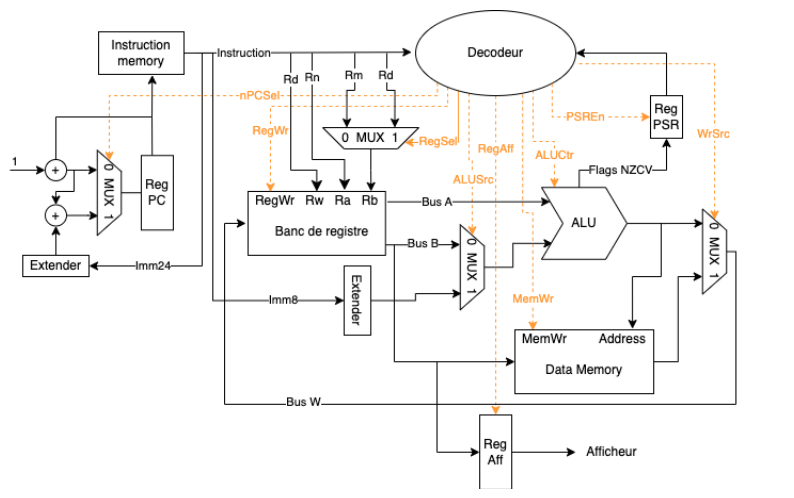 Instruction
memory
Instruction
Decodeur
Rd
Rn
Rm
Rd
nPCSel
Reg
PSR
PSREn
WrSrc
RegWr
0 MUX 1
RegSel
RegAff
ALUCtr
1
+
0 MUX 1
Reg
PC
ALUSrc
Flags NZCV
RegWr Rw Ra Rb
Banc de registre
Bus A
ALU
+
Bus B
0 MUX 1
0 MUX 1
Extender
Imm24
Imm8
Extender
MemWr
MemWr Address
Data Memory
Bus W
Reg
Aff
Afficheur